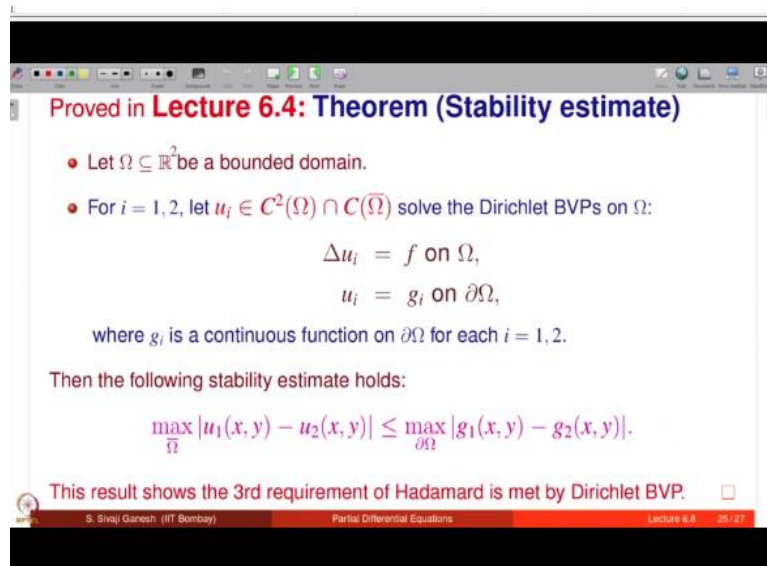 Proved in Lecture 6.4: Theorem (Stability estimate)
• Let Ω ⊆ ℝ² be a bounded domain.
• For i = 1, 2, let uᵢ ∈ C²(Ω) ∩ C(Ω̅) solve the Dirichlet BVPs on Ω:
Δuᵢ = f on Ω,
uᵢ = gᵢ on ∂Ω,
where gᵢ is a continuous function on ∂Ω for each i = 1, 2.
Then the following stability estimate holds:
max_Ω̅ |u₁(x, y) − u₂(x, y)| ≤ max_∂Ω |g₁(x, y) − g₂(x, y)|.
This result shows the 3rd requirement of Hadamard is met by Dirichlet BVP. □
S. Sivaji Ganesh (IIT Bombay) Partial Differential Equations Lecture 6.8 25/27